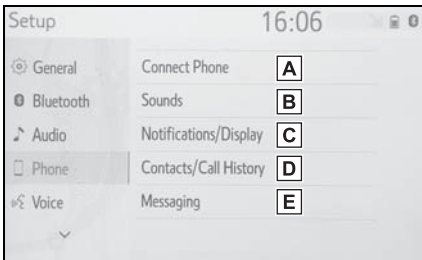 Setup
16:06
General
Connect Phone
A
Bluetooth
Sounds
B
Audio
Notifications/Display
C
Phone
Contacts/Call History
D
Voice
Messaging
E